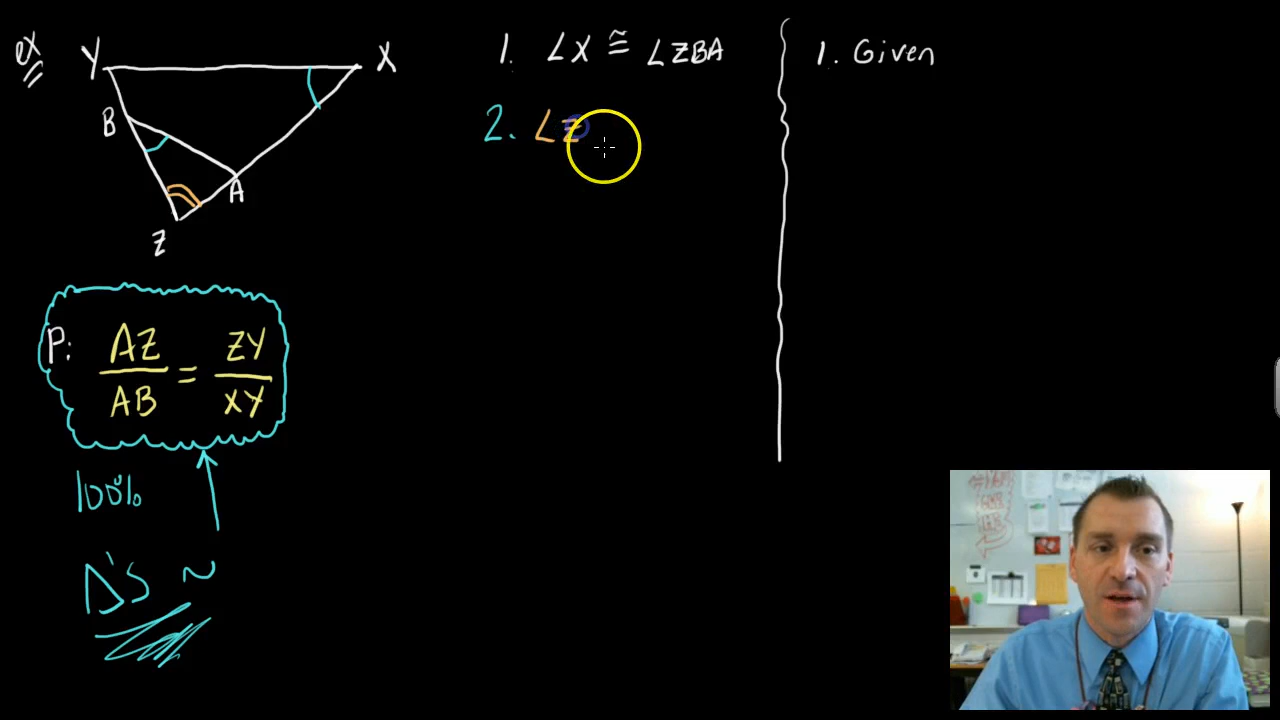 ex
Y
X
B
A
Z
1. ∠X ≅ ∠ZBA
1. Given
2. ∠Z
P: AZ/AB = ZY/XY
100%
Δ's ~